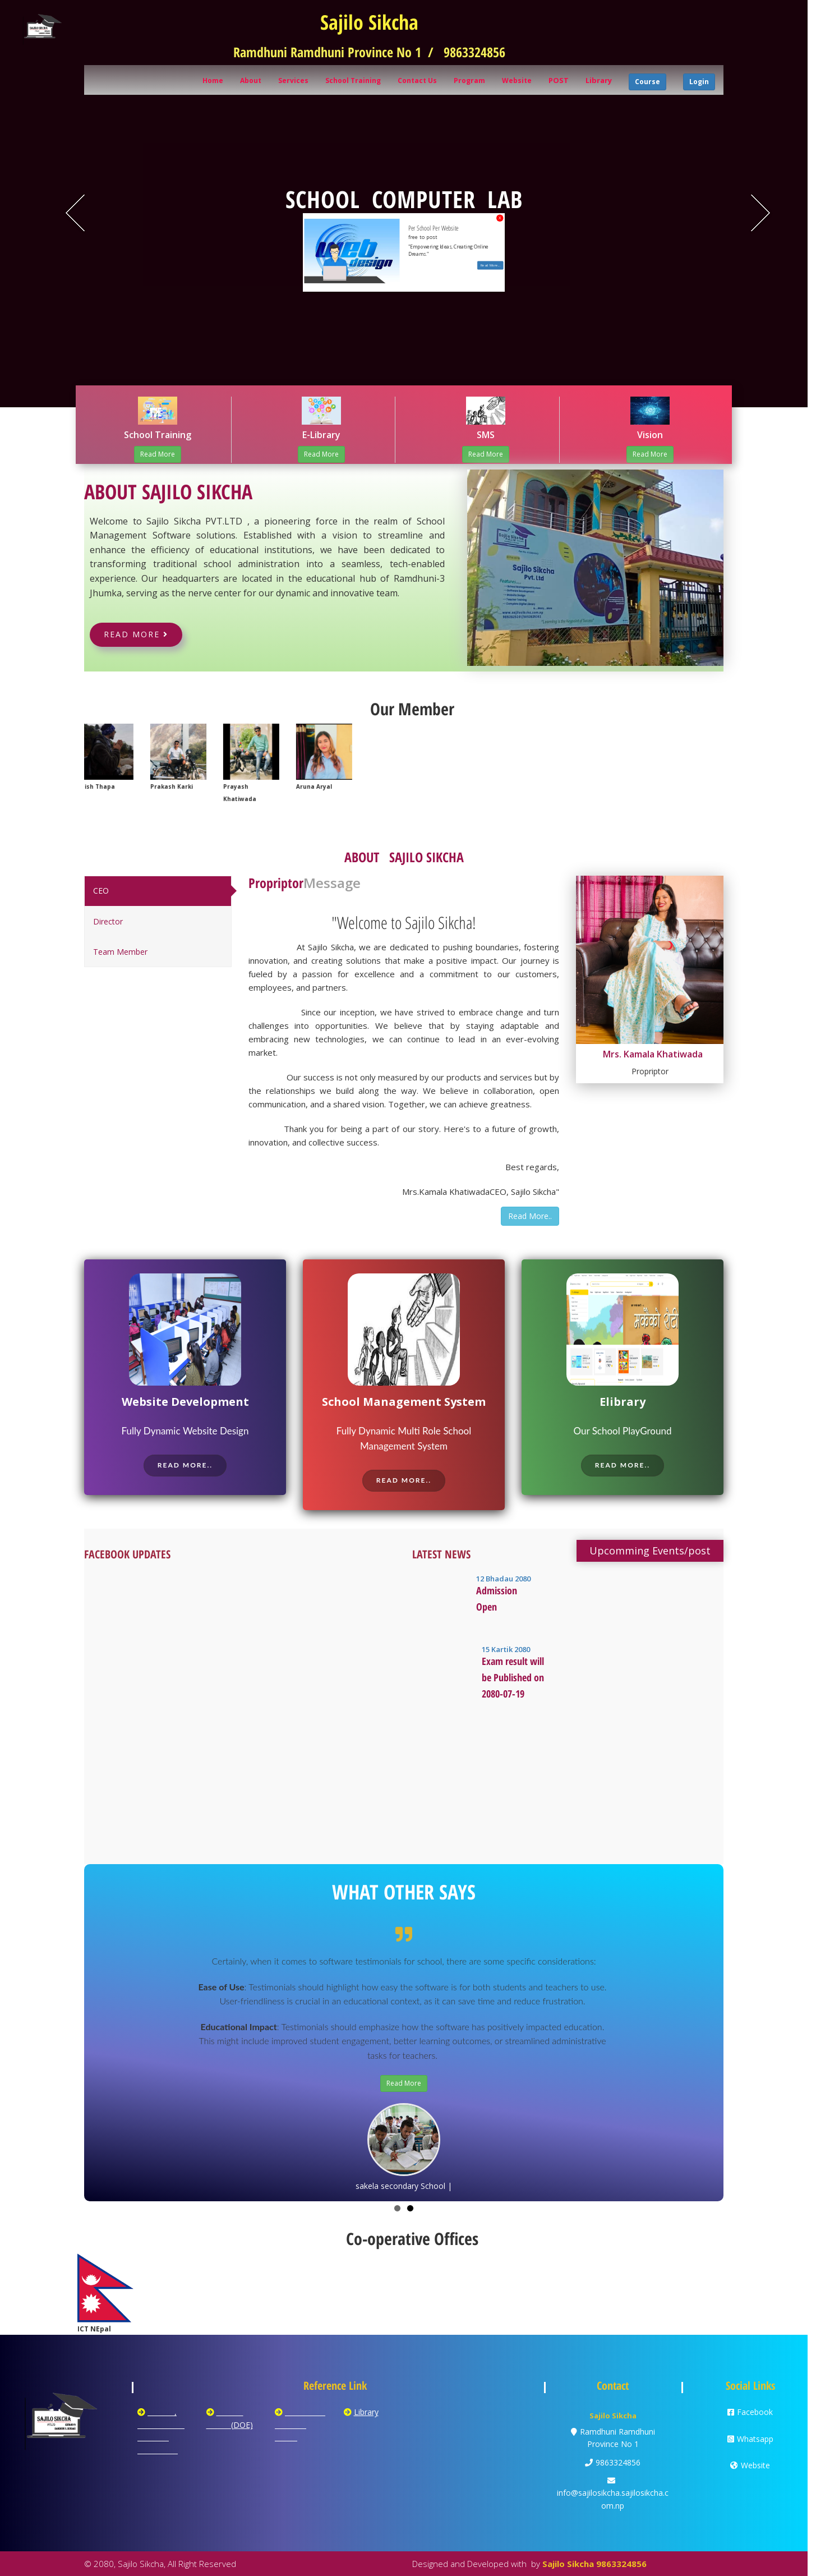 Sajilo Sikcha
Ramdhuni Ramdhuni Province No 1 / 9863324856
Home About Services School Training Contact Us Program Website POST Library Course Login
SCHOOL COMPUTER LAB
Per School Per Website
free to post
"Empowering Ideas, Creating Online
Dreams."
Read More..
School Training
Read More
E-Library
Read More
SMS
Read More
Vision
Read More
ABOUT SAJILO SIKCHA
Welcome to Sajilo Sikcha PVT.LTD , a pioneering force in the realm of School
Management Software solutions. Established with a vision to streamline and
enhance the efficiency of educational institutions, we have been dedicated to
transforming traditional school administration into a seamless, tech-enabled
experience. Our headquarters are located in the educational hub of Ramdhuni-3
Jhumka, serving as the nerve center for our dynamic and innovative team.
READ MORE
Sajilo Sikcha
Pvt. Ltd
Our Member
ish Thapa
Prakash Karki
Prayash
Khatiwada
Aruna Aryal
ABOUT SAJILO SIKCHA
CEO
Director
Team Member
PropriptorMessage
"Welcome to Sajilo Sikcha!
At Sajilo Sikcha, we are dedicated to pushing boundaries, fostering
innovation, and creating solutions that make a positive impact. Our journey is
fueled by a passion for excellence and a commitment to our customers,
employees, and partners.
Since our inception, we have strived to embrace change and turn
challenges into opportunities. We believe that by staying adaptable and
embracing new technologies, we can continue to lead in an ever-evolving
market.
Our success is not only measured by our products and services but by
the relationships we build along the way. We believe in collaboration, open
communication, and a shared vision. Together, we can achieve greatness.
Thank you for being a part of our story. Here's to a future of growth,
innovation, and collective success.
Best regards,
Mrs.Kamala KhatiwadaCEO, Sajilo Sikcha"
Read More..
Mrs. Kamala Khatiwada
Propriptor
Website Development
Fully Dynamic Website Design
READ MORE..
School Management System
Fully Dynamic Multi Role School
Management System
READ MORE..
Elibrary
Our School PlayGround
READ MORE..
FACEBOOK UPDATES
LATEST NEWS
12 Bhadau 2080
Admission
Open
15 Kartik 2080
Exam result will
be Published on
2080-07-19
Upcomming Events/post
WHAT OTHER SAYS
Certainly, when it comes to software testimonials for school, there are some specific considerations:
Ease of Use: Testimonials should highlight how easy the software is for both students and teachers to use.
User-friendliness is crucial in an educational context, as it can save time and reduce frustration.
Educational Impact: Testimonials should emphasize how the software has positively impacted education.
This might include improved student engagement, better learning outcomes, or streamlined administrative
tasks for teachers.
Read More
sakela secondary School |
Co-operative Offices
ICT NEpal
SAJILO SIKCHA
Reference Link
(DOE)
Library
Contact
Sajilo Sikcha
Ramdhuni Ramdhuni
Province No 1
9863324856
info@sajilosikcha.sajilosikcha.c
om.np
Social Links
Facebook
Whatsapp
Website
© 2080, Sajilo Sikcha, All Right Reserved
Designed and Developed with by Sajilo Sikcha 9863324856